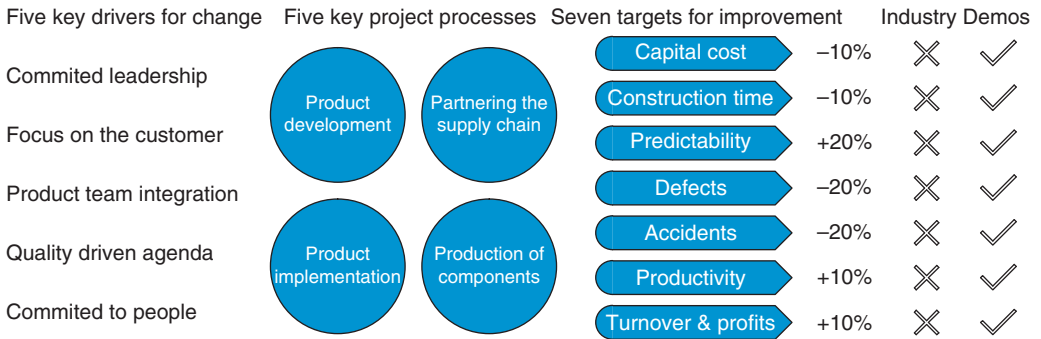 Five key drivers for change
Commited leadership
Focus on the customer
Product team integration
Quality driven agenda
Commited to people
Five key project processes
Product
development
Partnering the
supply chain
Product
implementation
Production of
components
Seven targets for improvement Industry Demos
Capital cost –10%
Construction time –10%
Predictability +20%
Defects –20%
Accidents –20%
Productivity +10%
Turnover & profits +10%